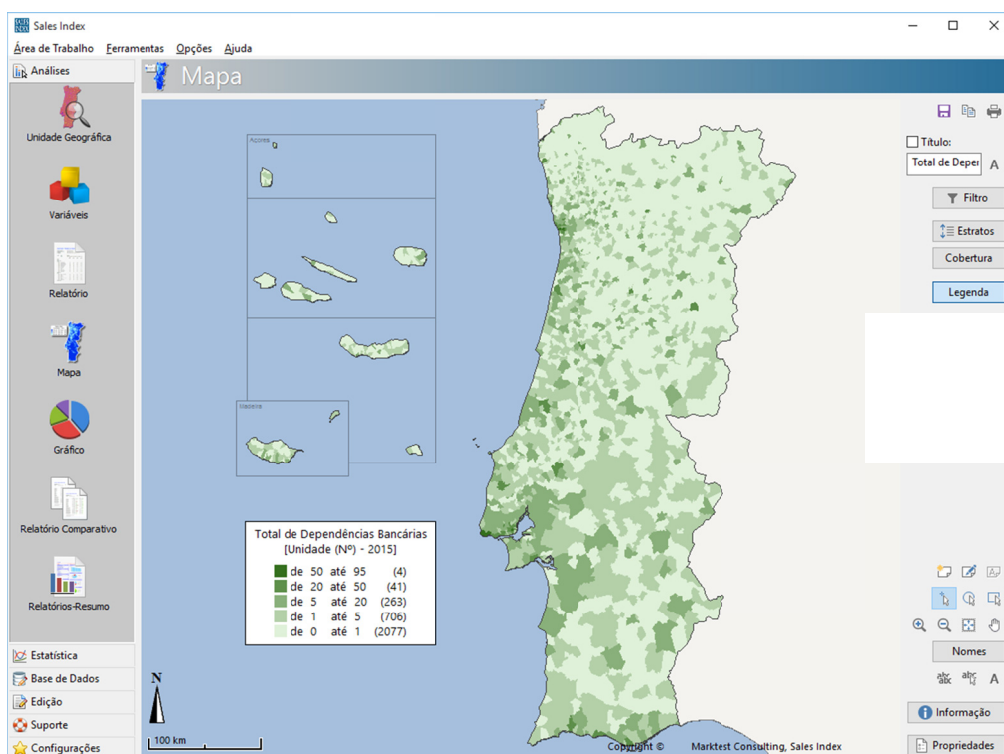 Sales Index
Área de Trabalho Ferramentas Opções Ajuda
Análises
Mapa
Unidade Geográfica
Variáveis
Relatório
Mapa
Gráfico
Relatório Comparativo
Relatórios-Resumo
Estatística
Base de Dados
Edição
Suporte
Configurações
Açores
Madeira
Total de Dependências Bancárias
[Unidade (Nº) - 2015]
de 50 até 95 (4)
de 20 até 50 (41)
de 5 até 20 (263)
de 1 até 5 (706)
de 0 até 1 (2077)
N
100 km
Copyright © Marktest Consulting, Sales Index
Título:
Total de Deper
A
Filtro
Estratos
Cobertura
Legenda
Nomes
abc abc A
Informação
Propriedades